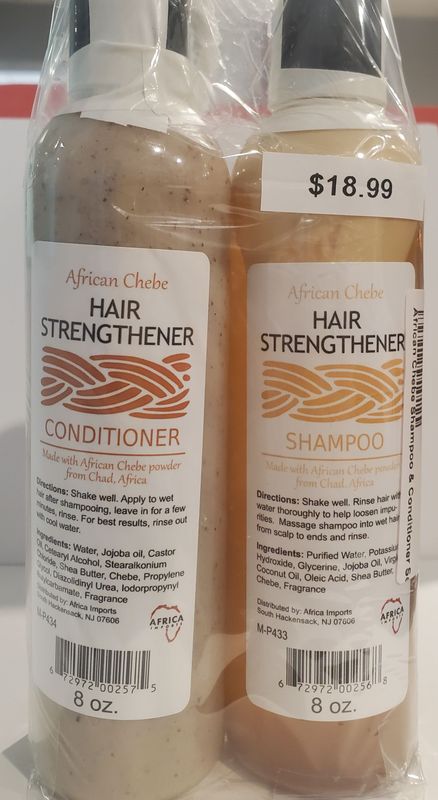 $18.99
African Chebe
HAIR
STRENGTHENER
CONDITIONER
Made with African Chebe powder
from Chad, Africa
Directions: Shake well. Apply to wet
hair after shampooing, leave in for a few
minutes, rinse. For best results, rinse out
with cool water.
Ingredients: Water, Jojoba oil, Castor
Oil, Cetearyl Alcohol, Stearalkonium
Chloride, Shea Butter, Chebe, Propylene
Glycol, Diazolidinyl Urea, Iodopropynyl
Butylcarbamate, Fragrance
Distributed by: Africa Imports
South Hackensack, NJ 07606
M-P434
AFRICA
IMPORTS
6 72972 00257 5
8 oz.
African Chebe
HAIR
STRENGTHENER
SHAMPOO
Made with African Chebe powder
from Chad, Africa
Directions: Shake well. Rinse hair with
water thoroughly to help loosen impu-
rities. Massage shampoo into wet hair
from scalp to ends and rinse.
Ingredients: Purified Water, Potassium
Hydroxide, Glycerine, Jojoba Oil, Virgin
Coconut Oil, Oleic Acid, Shea Butter,
Chebe, Fragrance
Distributed by: Africa Imports
South Hackensack, NJ 07606
M-P433
AFRICA
6 72972 00256 8
8 oz.
African Chebe Shampoo & Conditioner